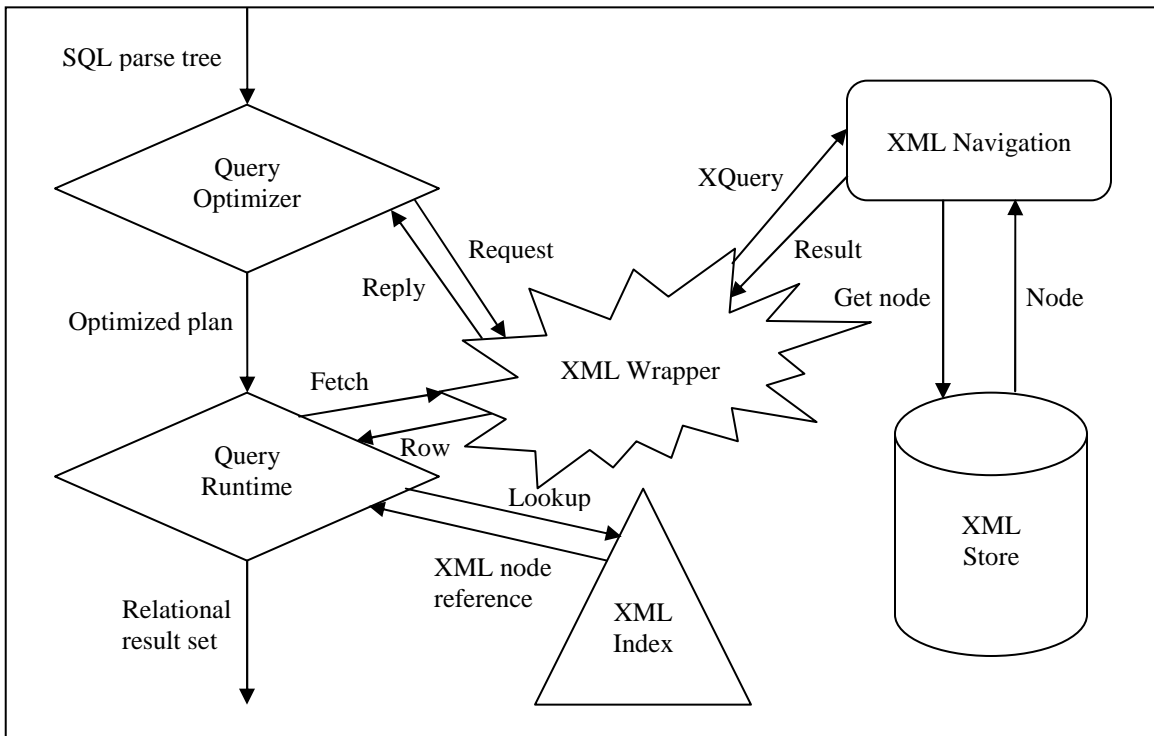 SQL parse tree
Query
Optimizer
XML Navigation
XQuery
Request
Result
Reply
Get node
Node
Optimized plan
XML Wrapper
Fetch
Row
Query
Runtime
Lookup
XML node
reference
XML
Store
Relational
result set
XML
Index